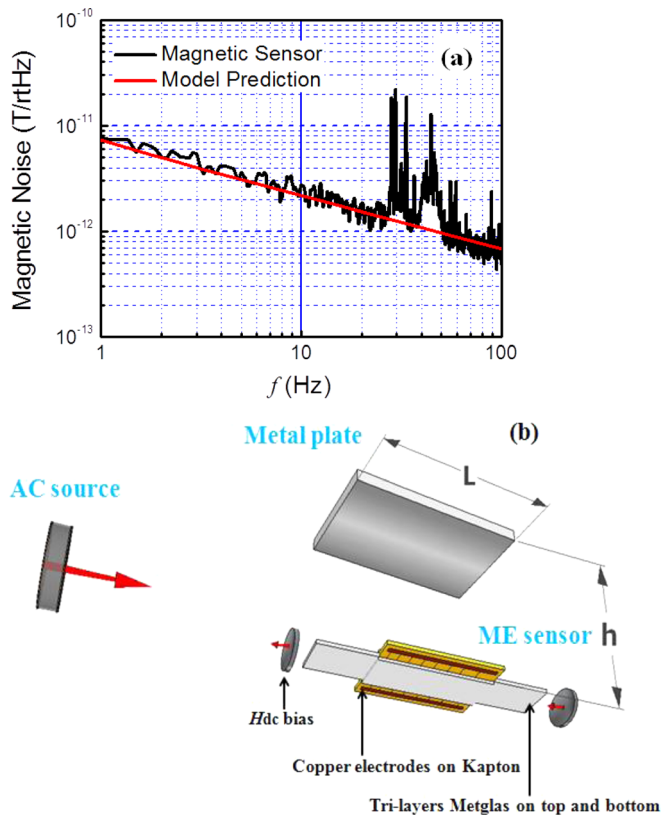 10⁻¹⁰
Magnetic Sensor
Model Prediction
(a)
10⁻¹¹
10⁻¹²
10⁻¹³
Magnetic Noise (T/rtHz)
1 10 100
f (Hz)
(b)
Metal plate
L
AC source
ME sensor
h
Hdc bias
Copper electrodes on Kapton
Tri-layers Metglas on top and bottom